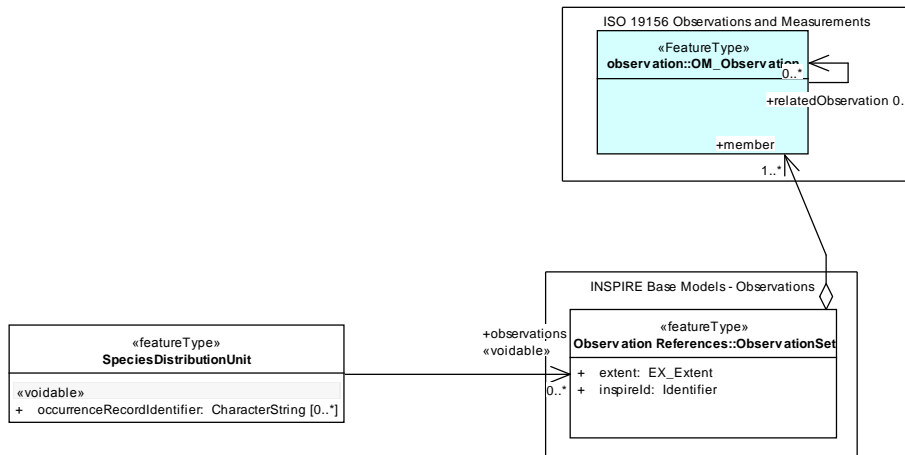 ISO 19156 Observations and Measurements
«FeatureType»
observation::OM_Observation
0..*
+relatedObservation 0..
+member
1..*
INSPIRE Base Models - Observations
«featureType»
Observation References::ObservationSet
+ extent: EX_Extent
+ inspireId: Identifier
+observations
«voidable»
0..*
«featureType»
SpeciesDistributionUnit
«voidable»
+ occurrenceRecordIdentifier: CharacterString [0..*]